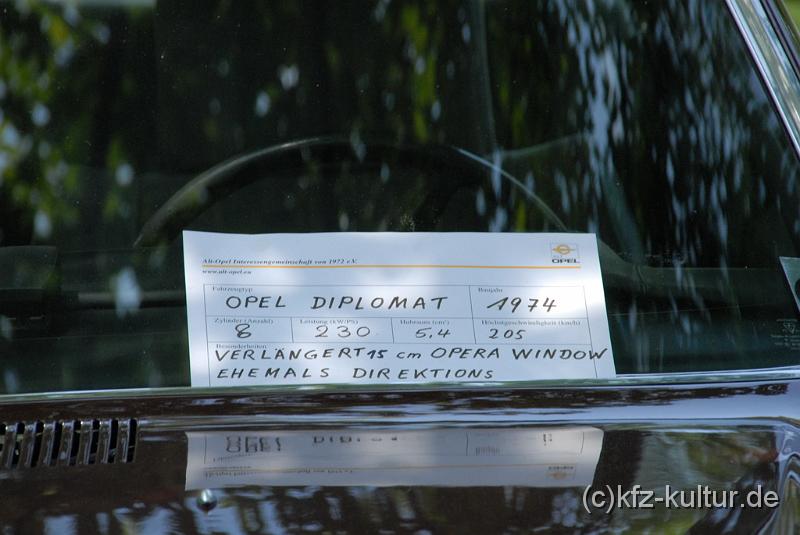 Alt-Opel Interessengemeinschaft von 1972 e.V.
www.alt-opel.eu
OPEL
Fahrzeugtyp
OPEL DIPLOMAT
Baujahr
1974
Zylinder (Anzahl)
8
Leistung (kW/PS)
230
Hubraum (cm³)
5,4
Höchstgeschwindigkeit (km/h)
205
Besonderheiten
VERLÄNGERT 15 cm OPERA WINDOW
EHEMALS DIREKTIONS
(c)kfz-kultur.de